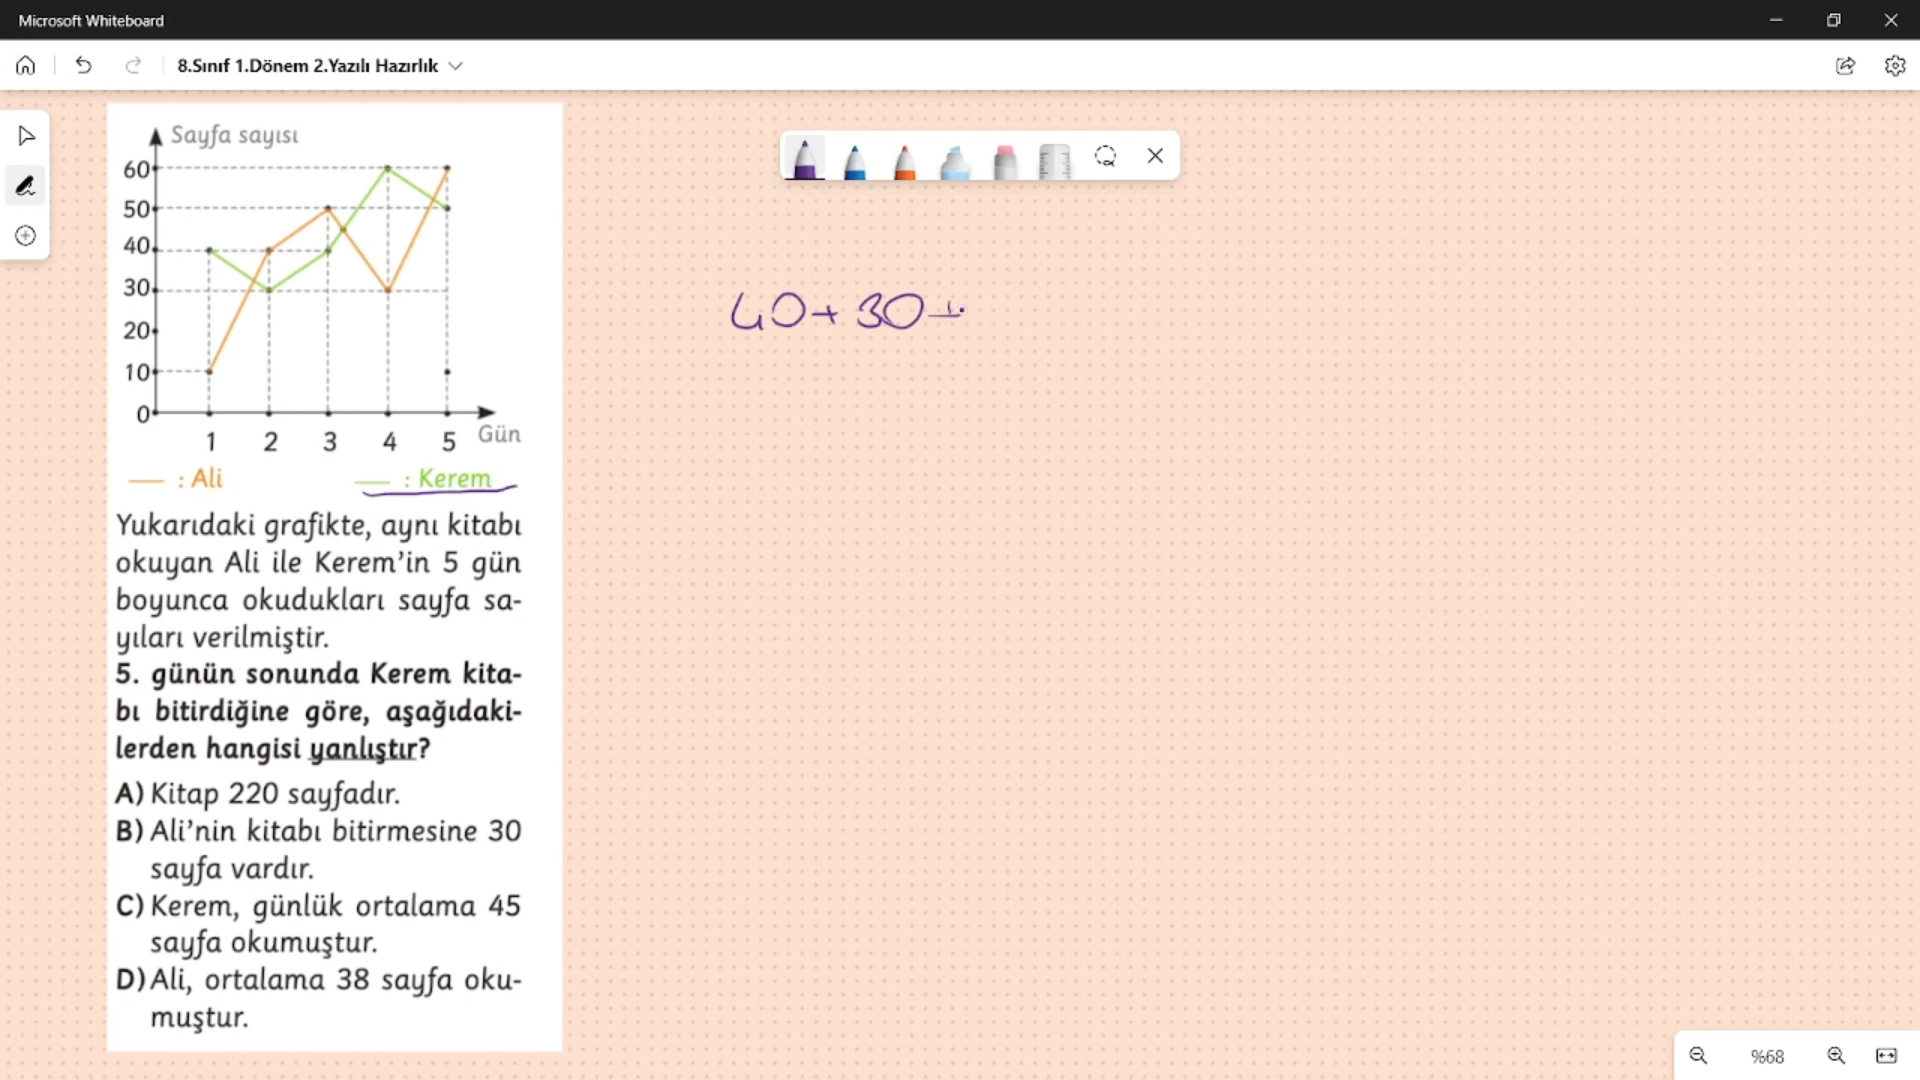 Microsoft Whiteboard
8.Sınıf 1.Dönem 2.Yazılı Hazırlık
Sayfa sayısı
60
50
40
30
20
10
0
1 2 3 4 5 Gün
: Ali : Kerem
40+30+
Yukarıdaki grafikte, aynı kitabı
okuyan Ali ile Kerem’in 5 gün
boyunca okudukları sayfa sa-
yıları verilmiştir.
5. günün sonunda Kerem kita-
bı bitirdiğine göre, aşağıdaki-
lerden hangisi yanlıştır?
A) Kitap 220 sayfadır.
B) Ali’nin kitabı bitirmesine 30
sayfa vardır.
C) Kerem, günlük ortalama 45
sayfa okumuştur.
D) Ali, ortalama 38 sayfa oku-
muştur.
%68